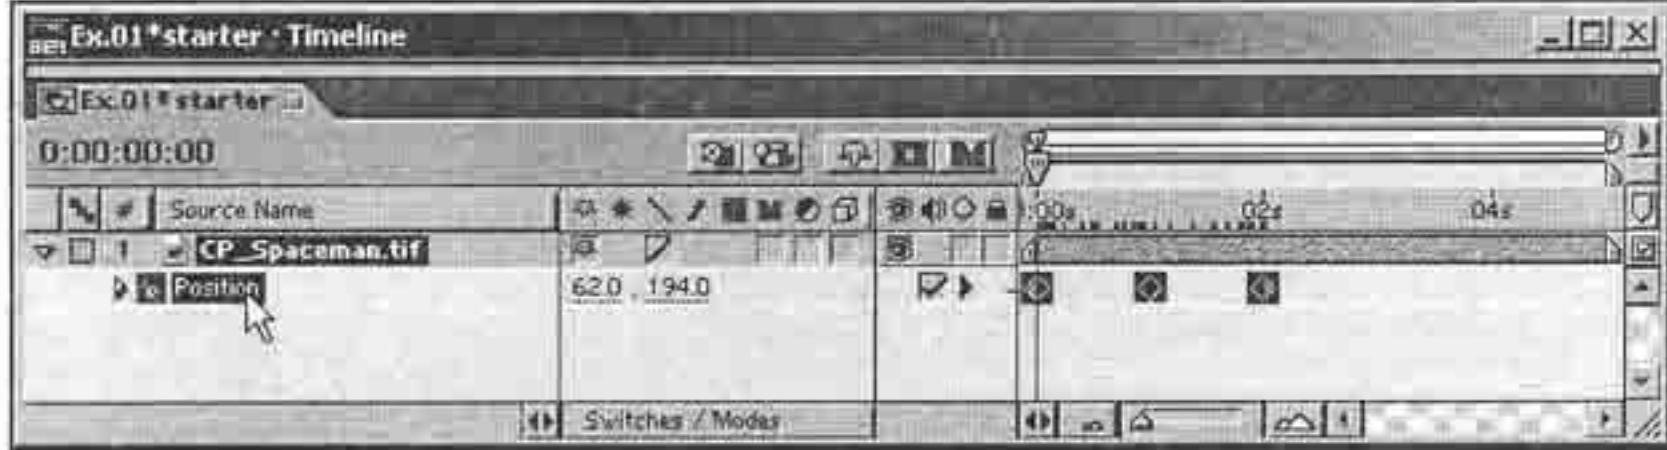 Ex.01*starter · Timeline
Ex.01*starter
0:00:00:00
# Source Name :00s 02s 04s
1 CP_Spaceman.tif
Position 62.0 , 194.0
Switches / Modes